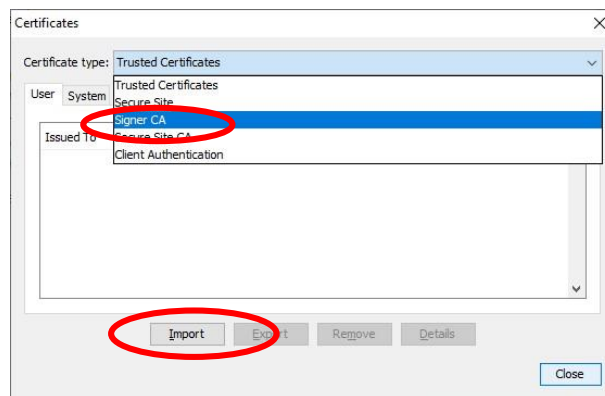 Certificates
Certificate type: Trusted Certificates
Trusted Certificates
User System
Secure Site
Signer CA
Issued To
Secure Site CA
Client Authentication
Import Export Remove Details
Close